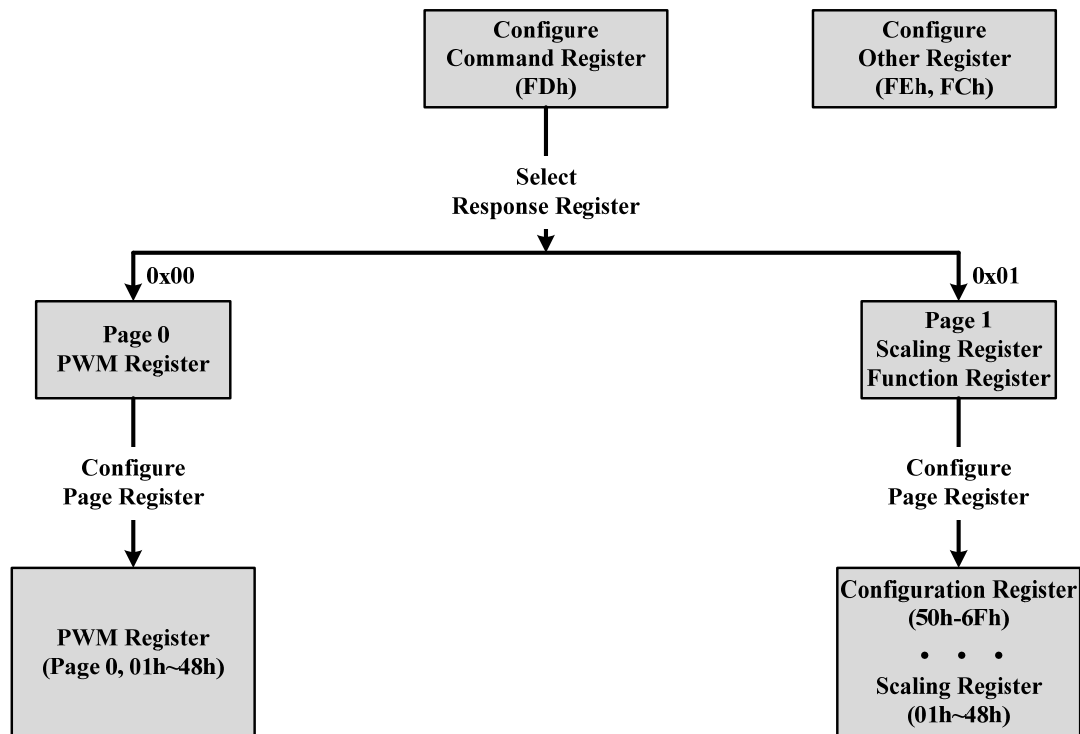 Configure
Command Register
(FDh)
Configure
Other Register
(FEh, FCh)
Select
Response Register
0x00
0x01
Page 0
PWM Register
Page 1
Scaling Register
Function Register
Configure
Page Register
Configure
Page Register
PWM Register
(Page 0, 01h~48h)
Configuration Register
(50h-6Fh)
• • •
Scaling Register
(01h~48h)